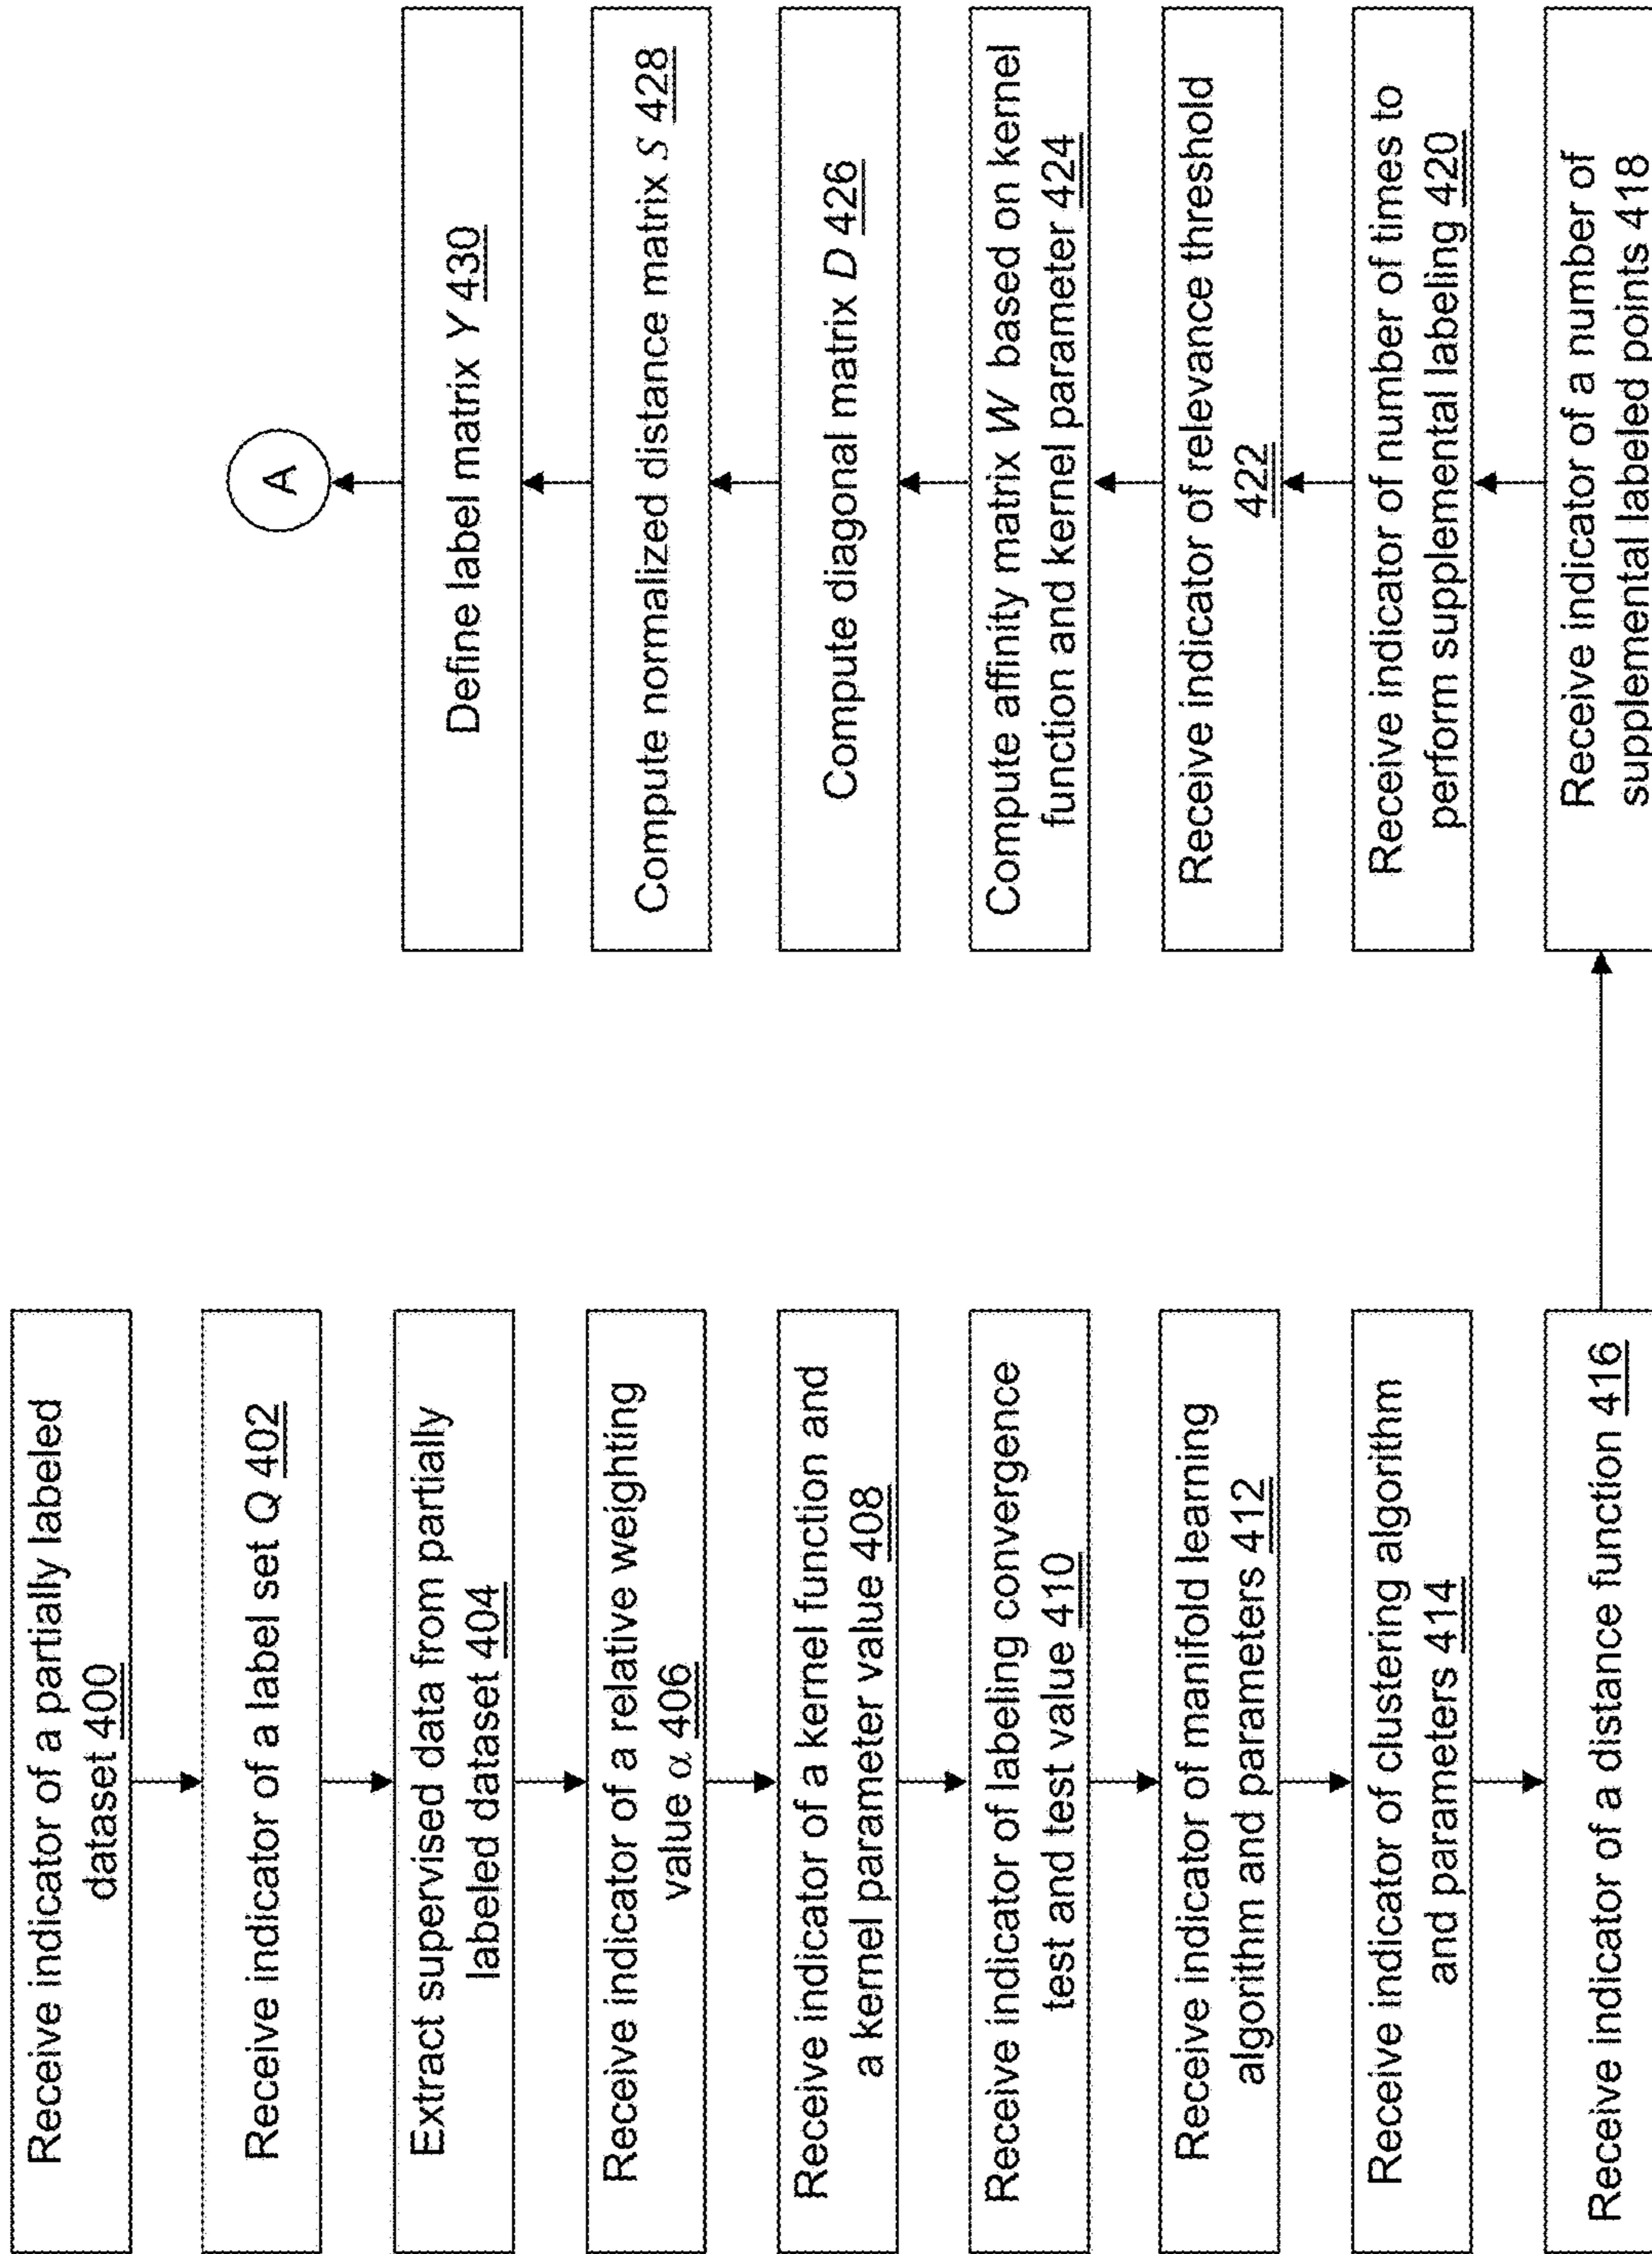 Receive indicator of a partially labeled
dataset 400
Receive indicator of a label set Q 402
Extract supervised data from partially
labeled dataset 404
Receive indicator of a relative weighting
value α 406
Receive indicator of a kernel function and
a kernel parameter value 408
Receive indicator of labeling convergence
test and test value 410
Receive indicator of manifold learning
algorithm and parameters 412
Receive indicator of clustering algorithm
and parameters 414
Receive indicator of a distance function 416
Receive indicator of a number of
supplemental labeled points 418
Receive indicator of number of times to
perform supplemental labeling 420
Receive indicator of relevance threshold
422
Compute affinity matrix W based on kernel
function and kernel parameter 424
Compute diagonal matrix D 426
Compute normalized distance matrix S 428
Define label matrix Y 430
A